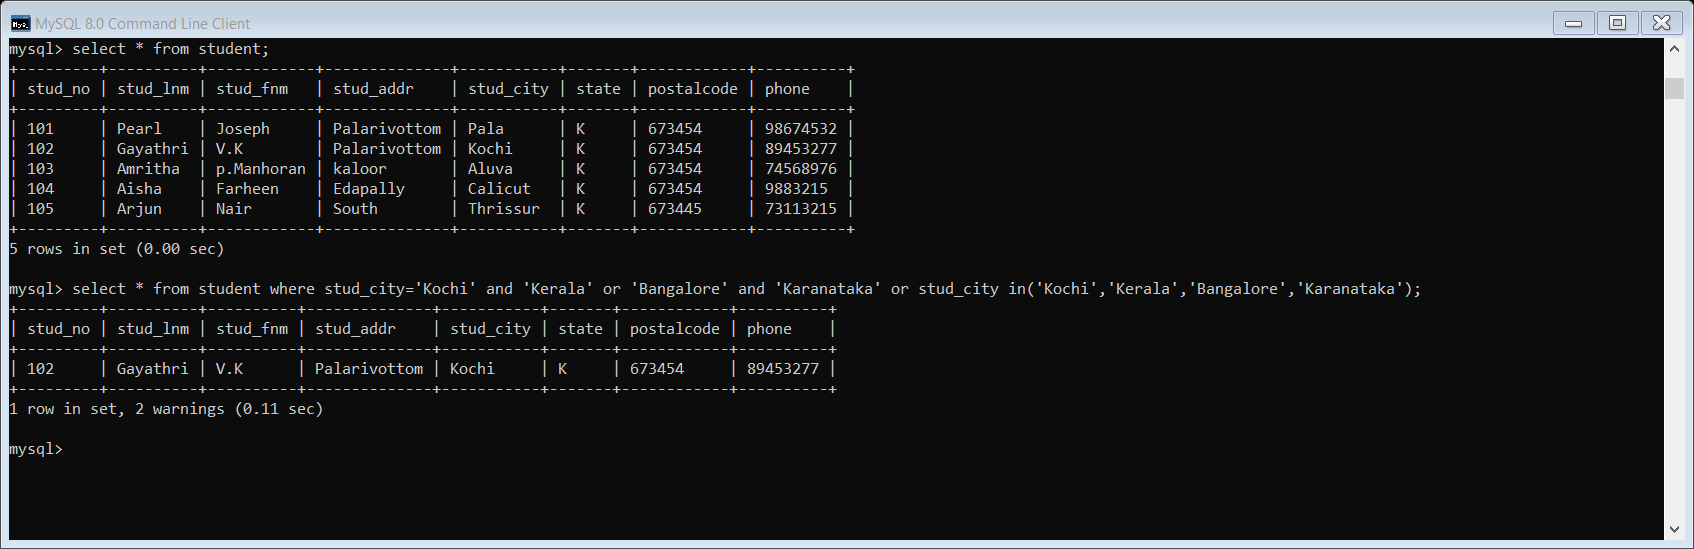 MySQL 8.0 Command Line Client
mysql> select * from student;
+---------+----------+------------+--------------+-----------+-------+------------+----------+
| stud_no | stud_lnm | stud_fnm   | stud_addr    | stud_city | state | postalcode | phone    |
+---------+----------+------------+--------------+-----------+-------+------------+----------+
| 101     | Pearl    | Joseph     | Palarivottom | Pala      | K     | 673454     | 98674532 |
| 102     | Gayathri | V.K        | Palarivottom | Kochi     | K     | 673454     | 89453277 |
| 103     | Amritha  | p.Manhoran | kaloor       | Aluva     | K     | 673454     | 74568976 |
| 104     | Aisha    | Farheen    | Edapally     | Calicut   | K     | 673454     | 9883215  |
| 105     | Arjun    | Nair       | South        | Thrissur  | K     | 673445     | 73113215 |
+---------+----------+------------+--------------+-----------+-------+------------+----------+
5 rows in set (0.00 sec)
mysql> select * from student where stud_city='Kochi' and 'Kerala' or 'Bangalore' and 'Karanataka' or stud_city in('Kochi','Kerala','Bangalore','Karanataka');
+---------+----------+----------+--------------+-----------+-------+------------+----------+
| stud_no | stud_lnm | stud_fnm | stud_addr    | stud_city | state | postalcode | phone    |
+---------+----------+----------+--------------+-----------+-------+------------+----------+
| 102     | Gayathri | V.K      | Palarivottom | Kochi     | K     | 673454     | 89453277 |
+---------+----------+----------+--------------+-----------+-------+------------+----------+
1 row in set, 2 warnings (0.11 sec)
mysql>